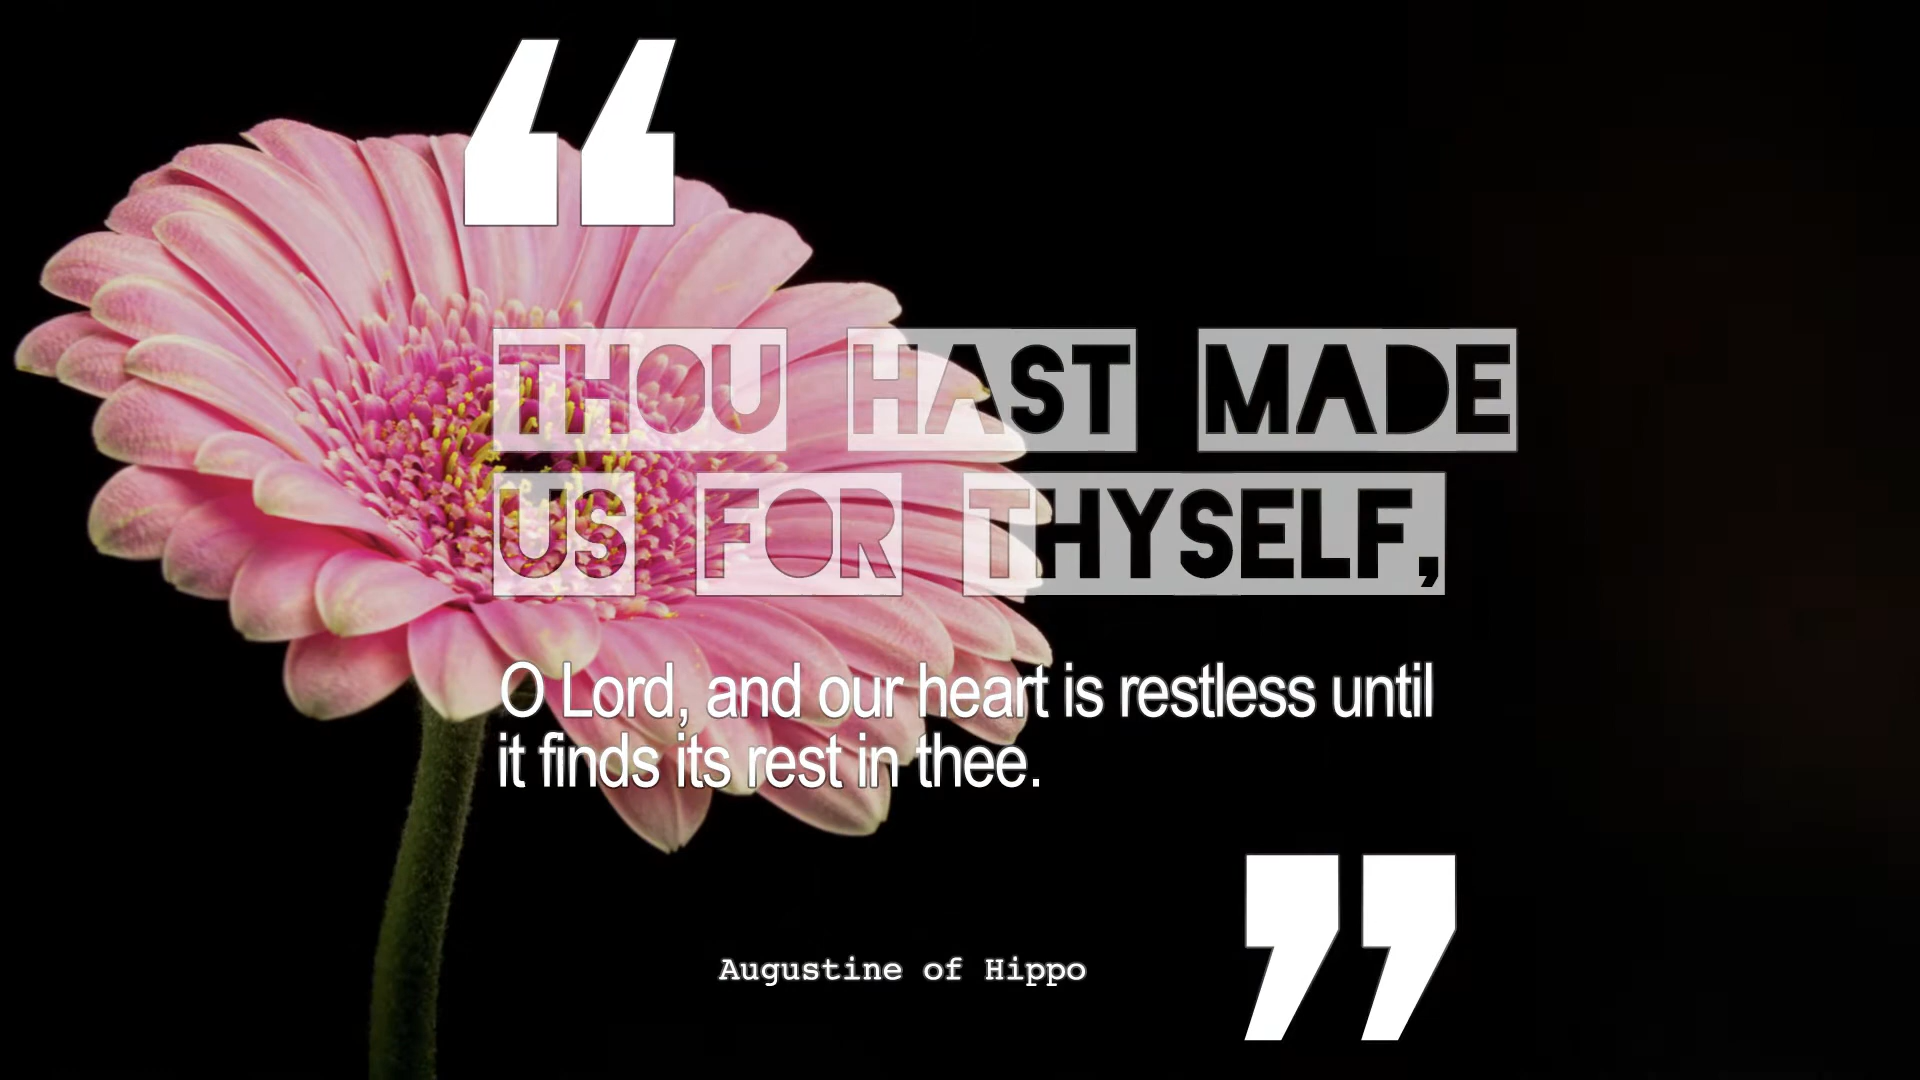 “
THOU HAST MADE
US FOR THYSELF,
O Lord, and our heart is restless until
it finds its rest in thee.
”
Augustine of Hippo